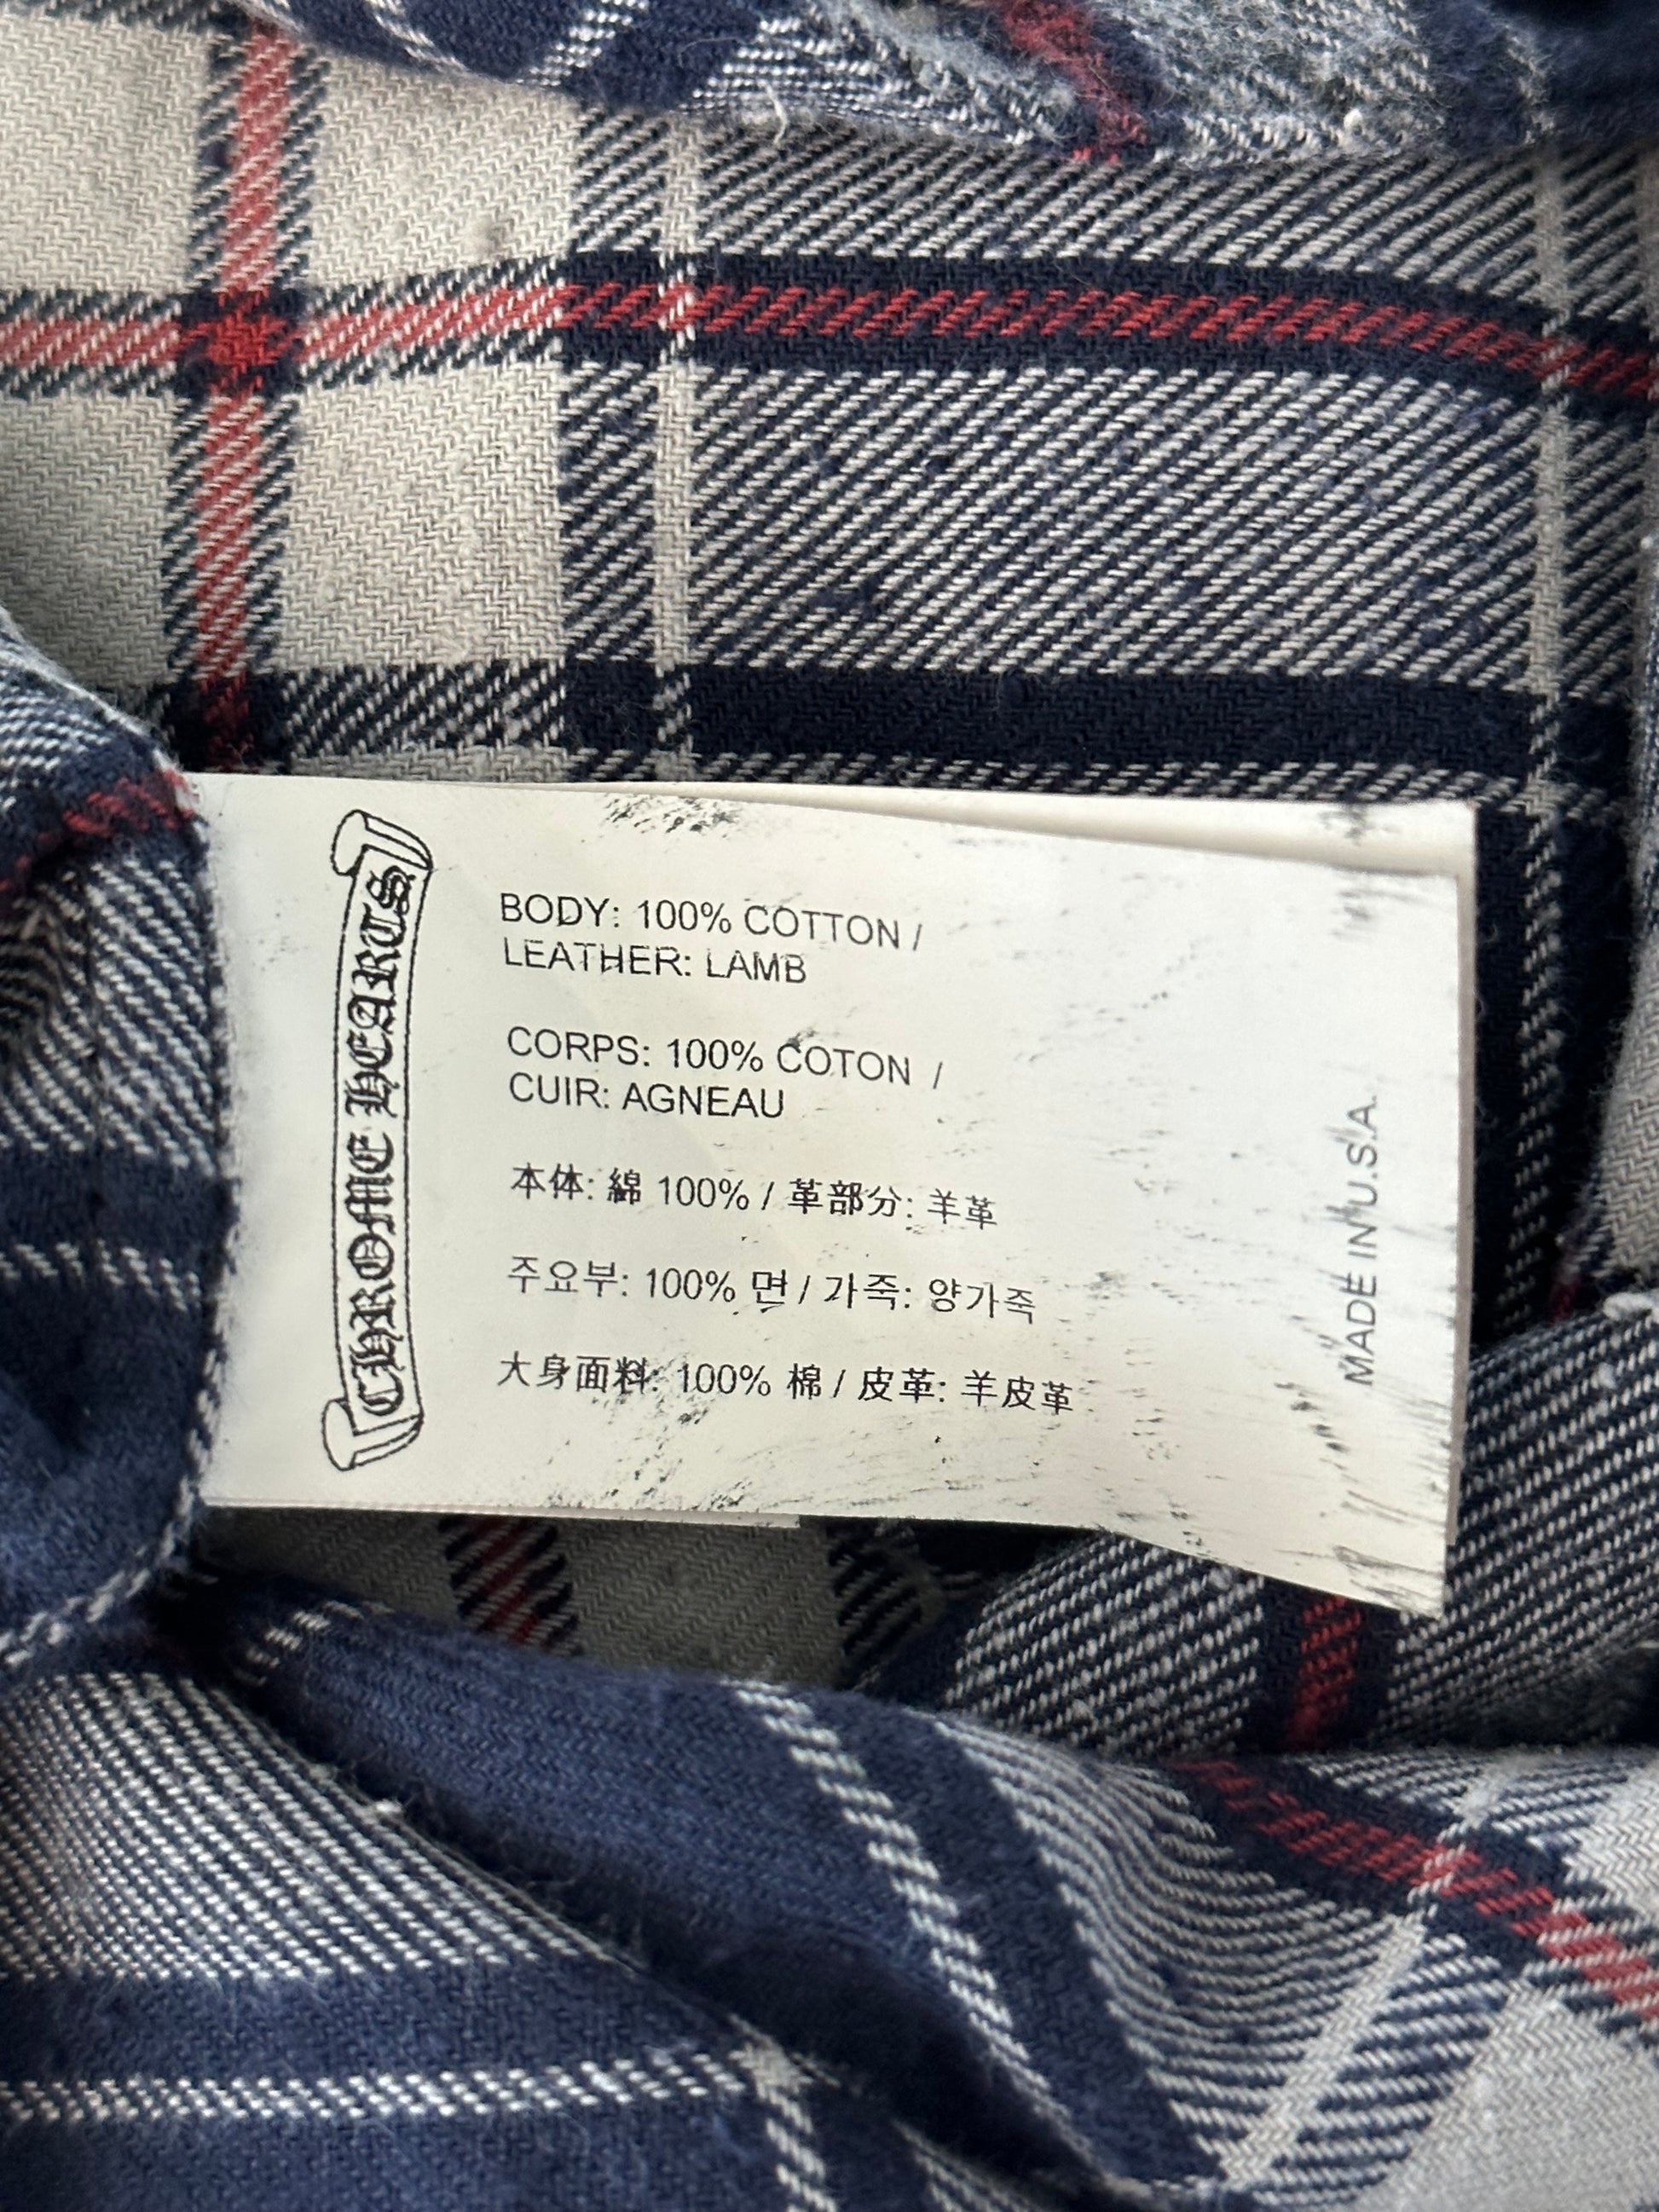 CHROME HEARTS
BODY: 100% COTTON /
LEATHER: LAMB
CORPS: 100% COTON /
CUIR: AGNEAU
本体: 綿 100% / 革部分: 羊革
주요부: 100% 면 / 가죽: 양가죽
大身面料: 100% 棉 / 皮革: 羊皮革
MADE IN U.S.A.